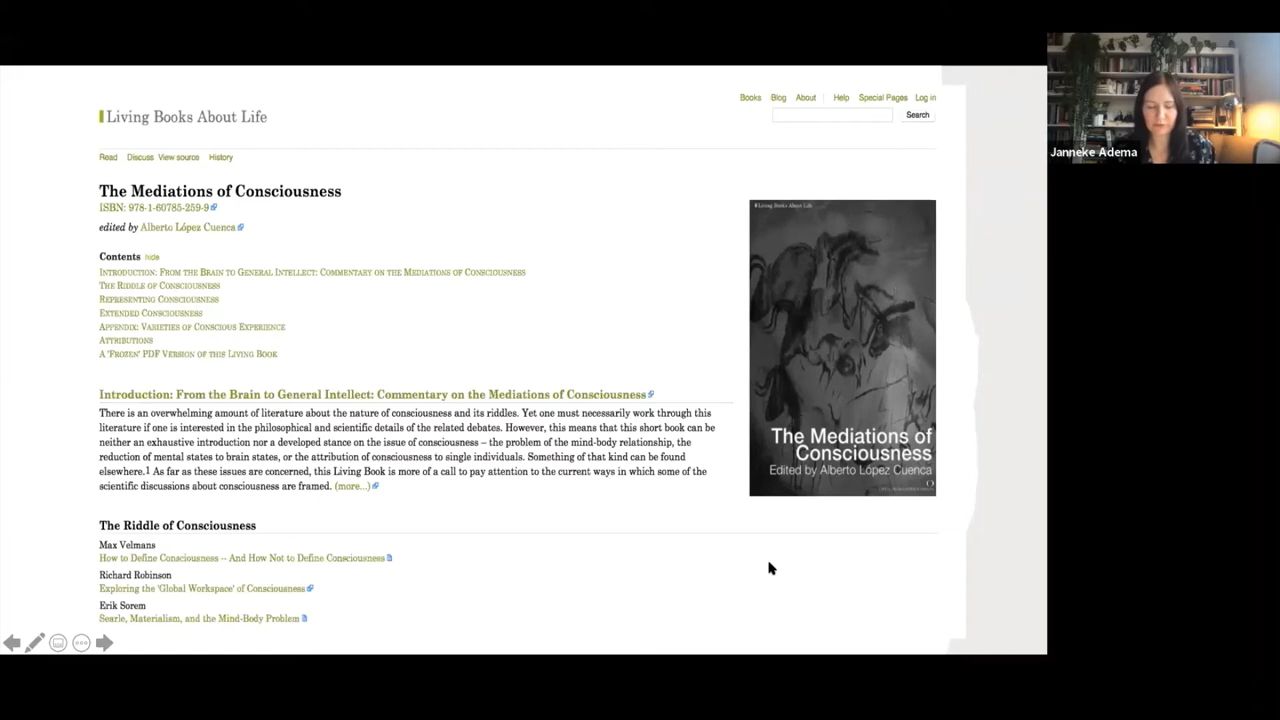 Living Books About Life
Books Blog About Help Special Pages Log in
Search
Read Discuss View source History
The Mediations of Consciousness
ISBN: 978-1-60785-259-9
edited by Alberto López Cuenca
Contents hide
Introduction: From the Brain to General Intellect: Commentary on the Mediations of Consciousness
The Riddle of Consciousness
Representing Consciousness
Extended Consciousness
Appendix: Varieties of Conscious Experience
Attributions
A 'Frozen' PDF Version of this Living Book
Introduction: From the Brain to General Intellect: Commentary on the Mediations of Consciousness
There is an overwhelming amount of literature about the nature of consciousness and its riddles. Yet one must necessarily work through this
literature if one is interested in the philosophical and scientific details of the related debates. However, this means that this short book can be
neither an exhaustive introduction nor a developed stance on the issue of consciousness – the problem of the mind-body relationship, the
reduction of mental states to brain states, or the attribution of consciousness to single individuals. Something of that kind can be found
elsewhere.1 As far as these issues are concerned, this Living Book is more of a call to pay attention to the current ways in which some of the
scientific discussions about consciousness are framed. (more...)
The Riddle of Consciousness
Max Velmans
How to Define Consciousness -- And How Not to Define Consciousness
Richard Robinson
Exploring the 'Global Workspace' of Consciousness
Erik Sorem
Searle, Materialism, and the Mind-Body Problem
Living Books About Life
The Mediations of
Consciousness
Edited by Alberto López Cuenca
Janneke Adema